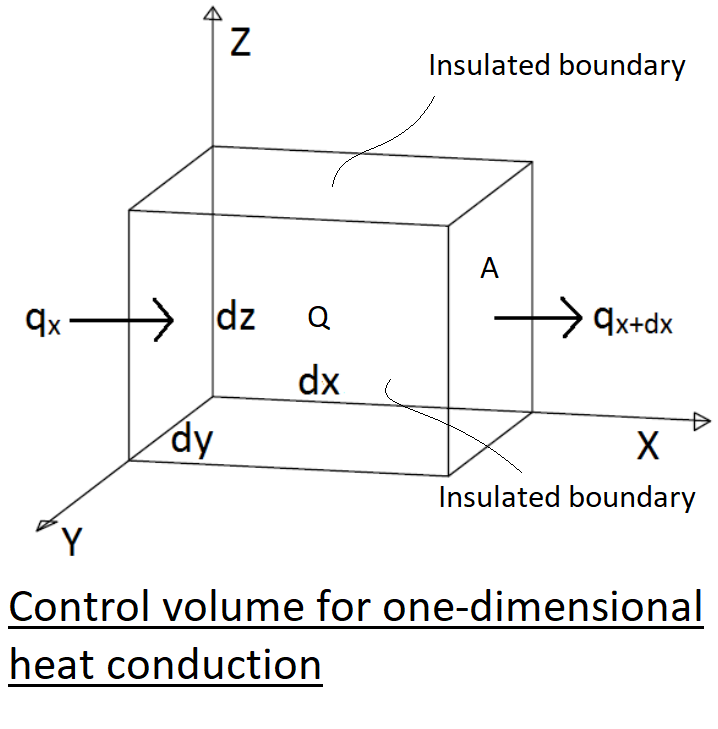 Z
Insulated boundary
A
qx
dz
Q
qx+dx
dx
dy
X
Insulated boundary
Y
Control volume for one-dimensional
heat conduction